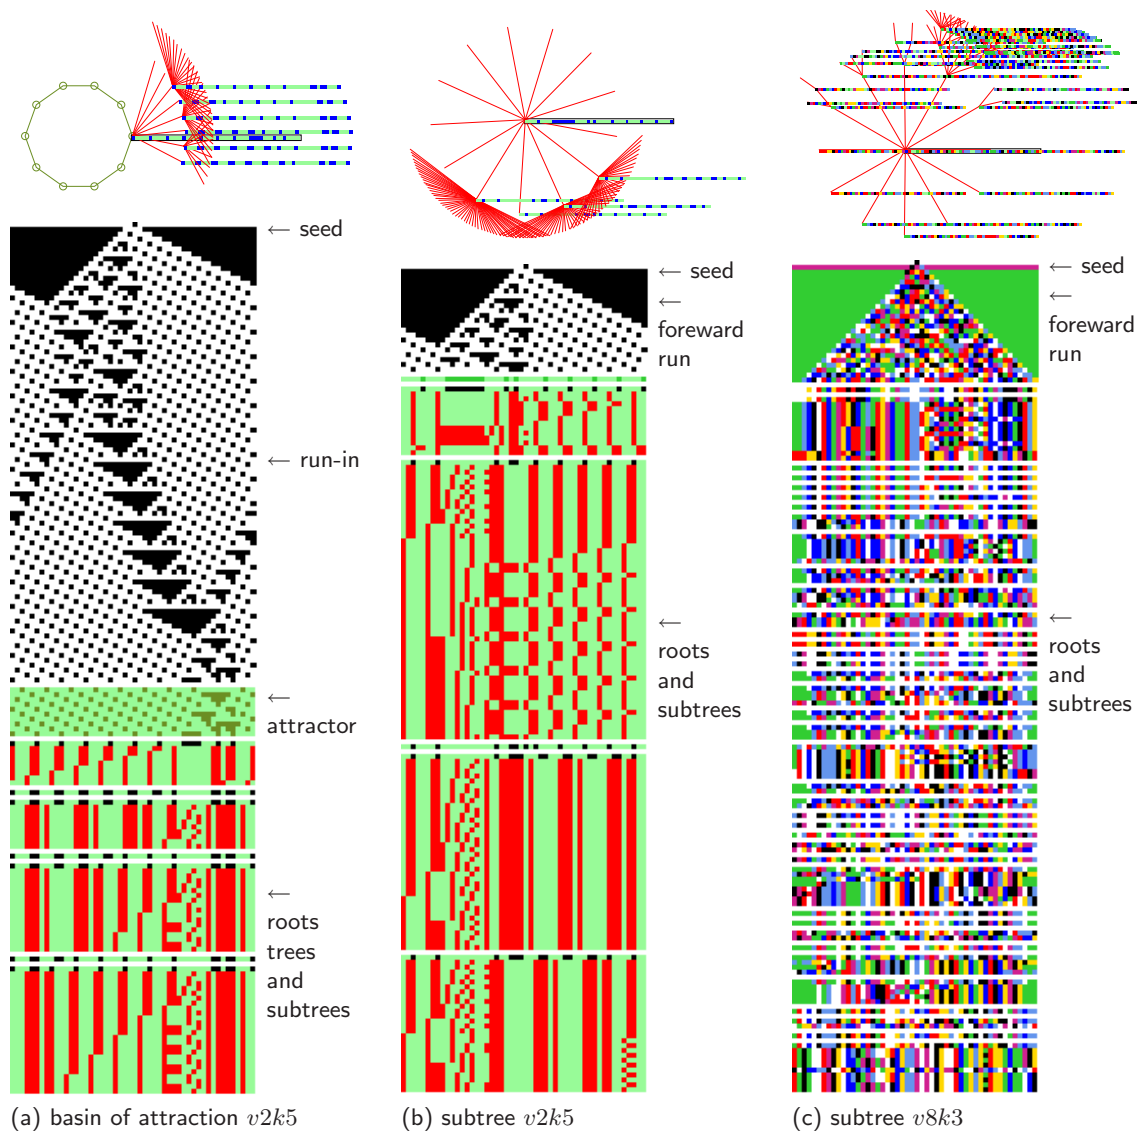 ← seed
← run-in
←
attractor
←
roots
trees
and
subtrees
(a) basin of attraction v2k5
← seed
←
foreward
run
←
roots
and
subtrees
(b) subtree v2k5
← seed
←
foreward
run
←
roots
and
subtrees
(c) subtree v8k3